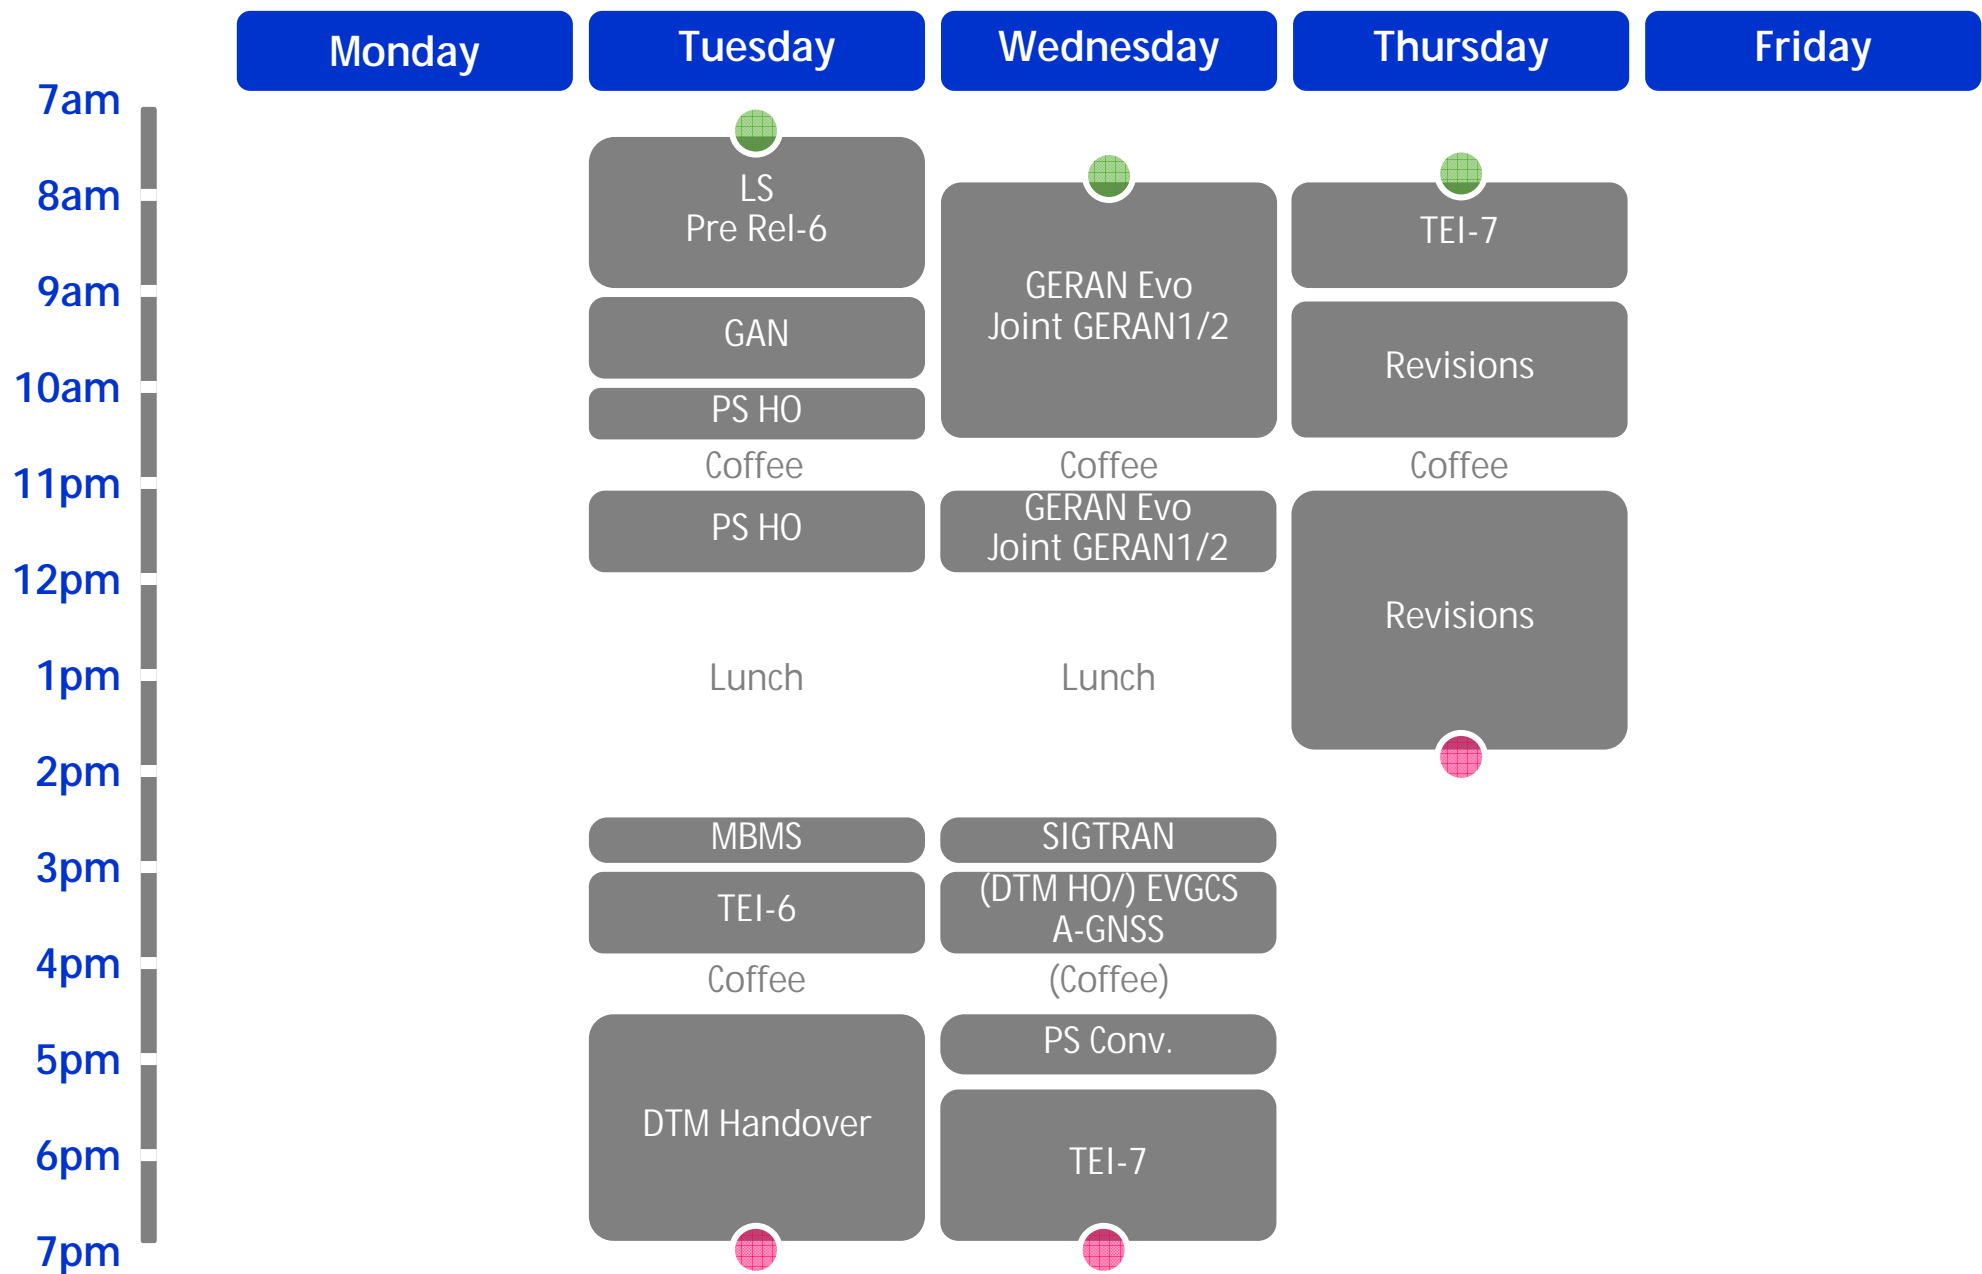 Monday
Tuesday
Wednesday
Thursday
Friday
7am
8am
9am
10am
11pm
12pm
1pm
2pm
3pm
4pm
5pm
6pm
7pm
LS
Pre Rel-6
GAN
PS HO
Coffee
PS HO
Lunch
MBMS
TEI-6
Coffee
DTM Handover
GERAN Evo
Joint GERAN1/2
Coffee
GERAN Evo
Joint GERAN1/2
Lunch
SIGTRAN
(DTM HO/) EVGCS
A-GNSS
(Coffee)
PS Conv.
TEI-7
TEI-7
Revisions
Coffee
Revisions